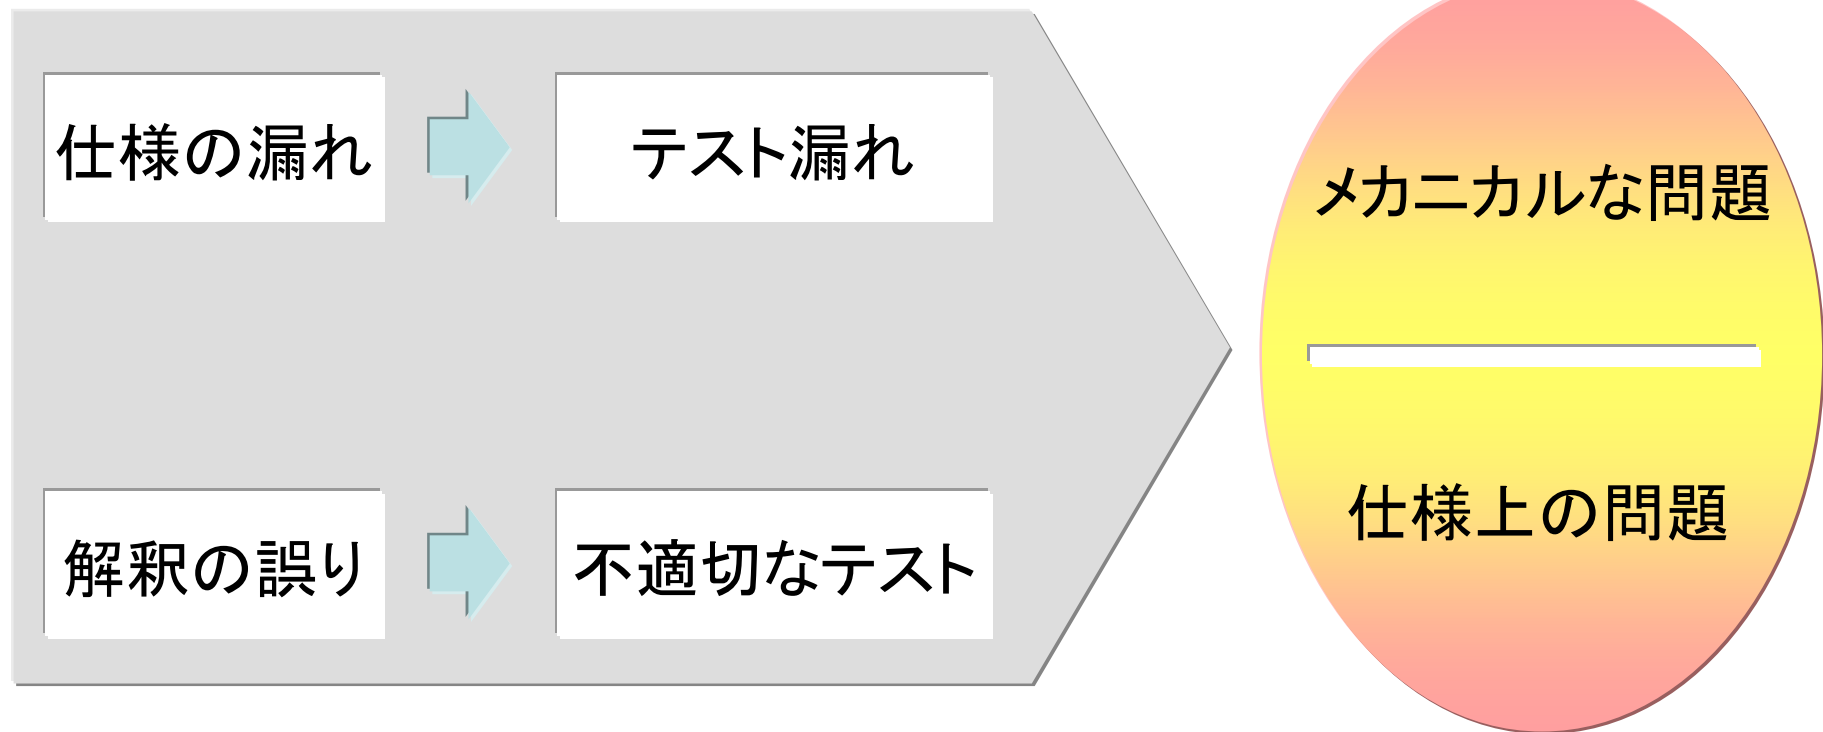 仕様の漏れ
テスト漏れ
解釈の誤り
不適切なテスト
メカニカルな問題
仕様上の問題